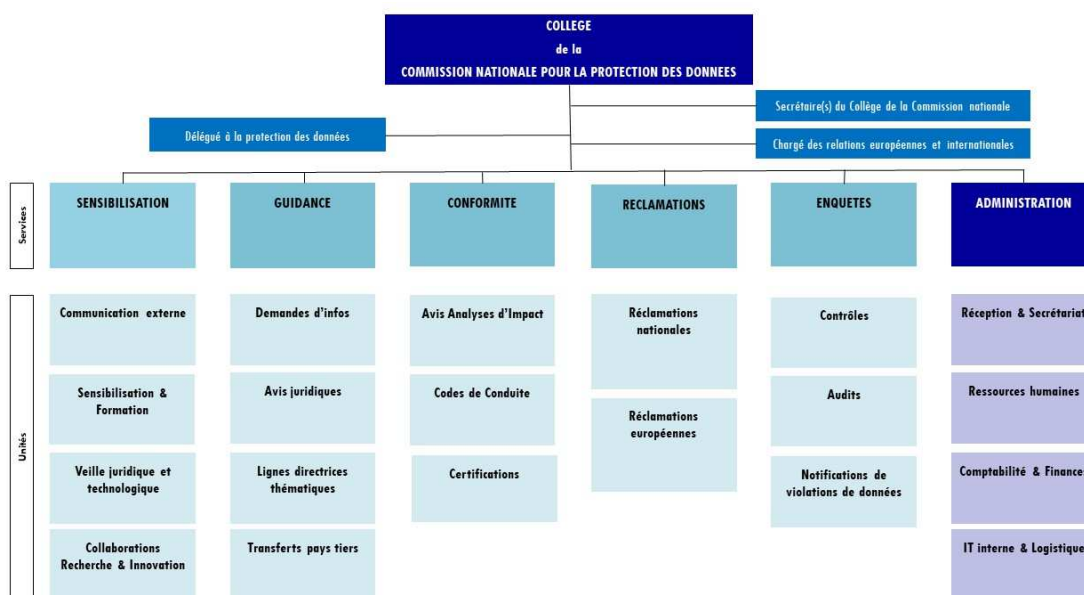 COLLEGE
de la
COMMISSION NATIONALE POUR LA PROTECTION DES DONNEES
Secrétaire(s) du Collège de la Commission nationale
Délégué à la protection des données
Chargé des relations européennes et internationales
Services
SENSIBILISATION
GUIDANCE
CONFORMITE
RECLAMATIONS
ENQUETES
ADMINISTRATION
Unités
Communication externe
Demandes d'infos
Avis Analyses d'Impact
Réclamations
nationales
Contrôles
Réception & Secrétariat
Sensibilisation &
Formation
Avis juridiques
Codes de Conduite
Réclamations
européennes
Audits
Ressources humaines
Veille juridique et
technologique
Lignes directrices
thématiques
Certifications
Notifications de
violations de données
Comptabilité & Finances
Collaborations
Recherche & Innovation
Transferts pays tiers
IT interne & Logistique